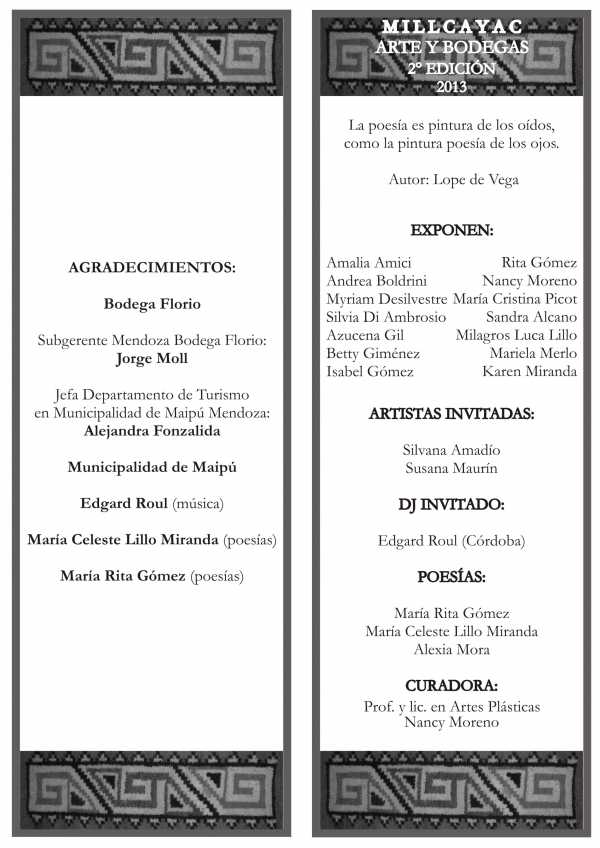 AGRADECIMIENTOS:
Bodega Florio
Subgerente Mendoza Bodega Florio:
Jorge Moll
Jefa Departamento de Turismo
en Municipalidad de Maipú Mendoza:
Alejandra Fonzalida
Municipalidad de Maipú
Edgard Roul (música)
María Celeste Lillo Miranda (poesías)
María Rita Gómez (poesías)
MILLCAYAC
ARTE Y BODEGAS
2º EDICIÓN
2013
La poesía es pintura de los oídos,
como la pintura poesía de los ojos.
Autor: Lope de Vega
EXPONEN:
Amalia Amici Rita Gómez
Andrea Boldrini Nancy Moreno
Myriam Desilvestre María Cristina Picot
Silvia Di Ambrosio Sandra Alcano
Azucena Gil Milagros Luca Lillo
Betty Giménez Mariela Merlo
Isabel Gómez Karen Miranda
ARTISTAS INVITADAS:
Silvana Amadío
Susana Maurín
DJ INVITADO:
Edgard Roul (Córdoba)
POESÍAS:
María Rita Gómez
María Celeste Lillo Miranda
Alexia Mora
CURADORA:
Prof. y lic. en Artes Plásticas
Nancy Moreno